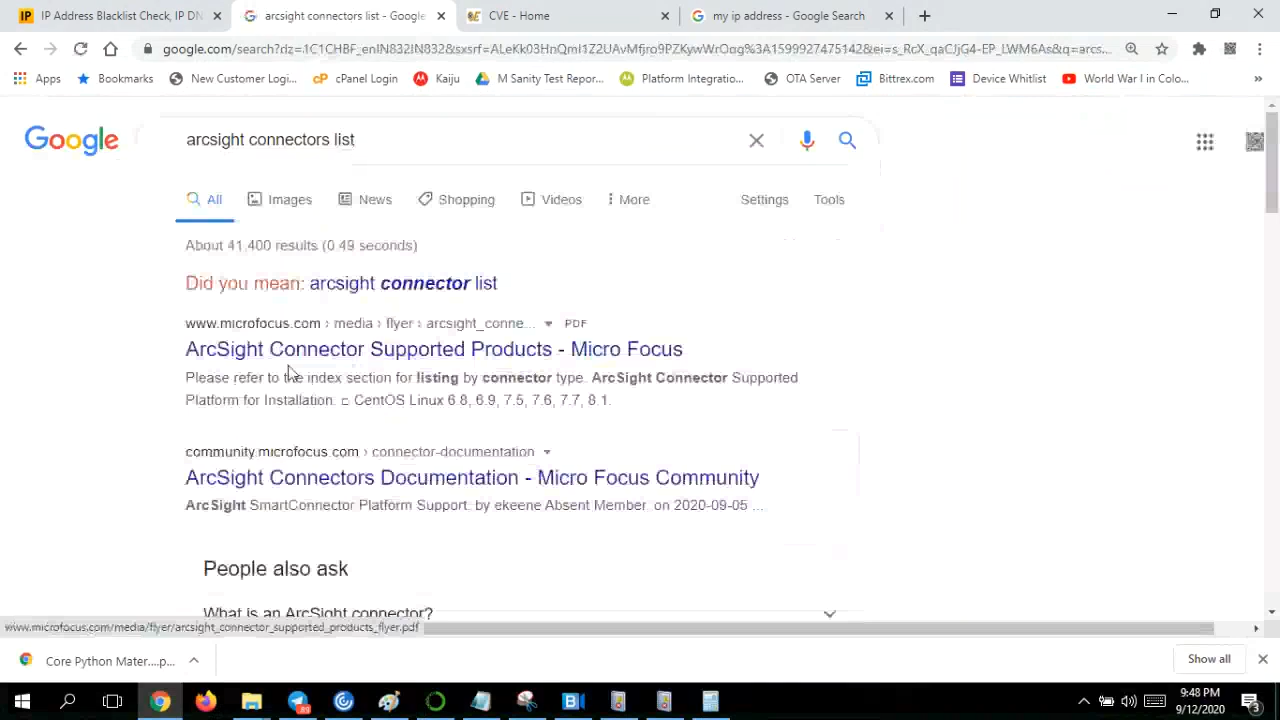 IP Address Blacklist Check, IP DN
arcsight connectors list - Google
CVE - Home
my ip address - Google Search
google.com/search?
Apps
Bookmarks
New Customer Logi...
cPanel Login
Kaiju
M Sanity Test Repor...
Platform Integratio...
OTA Server
Bittrex.com
Device Whitlist
World War I in Colo...
»
Google
arcsight connectors list
All
Images
News
Shopping
Videos
More
Settings
Tools
About 41,400 results (0.49 seconds)
Did you mean: arcsight connector list
www.microfocus.com › media › flyer › arcsight_conne... PDF
ArcSight Connector Supported Products - Micro Focus
Please refer to the index section for listing by connector type. ArcSight Connector Supported
Platform for Installation. □ CentOS Linux 6.8, 6.9, 7.5, 7.6, 7.7, 8.1.
community.microfocus.com › connector-documentation
ArcSight Connectors Documentation - Micro Focus Community
ArcSight SmartConnector Platform Support. by ekeene Absent Member. on 2020-09-05 ...
People also ask
What is an ArcSight connector?
www.microfocus.com/media/flyer/arcsight_connector_supported_products_flyer.pdf
Core Python Mater....p...
Show all
9:48 PM
9/12/2020